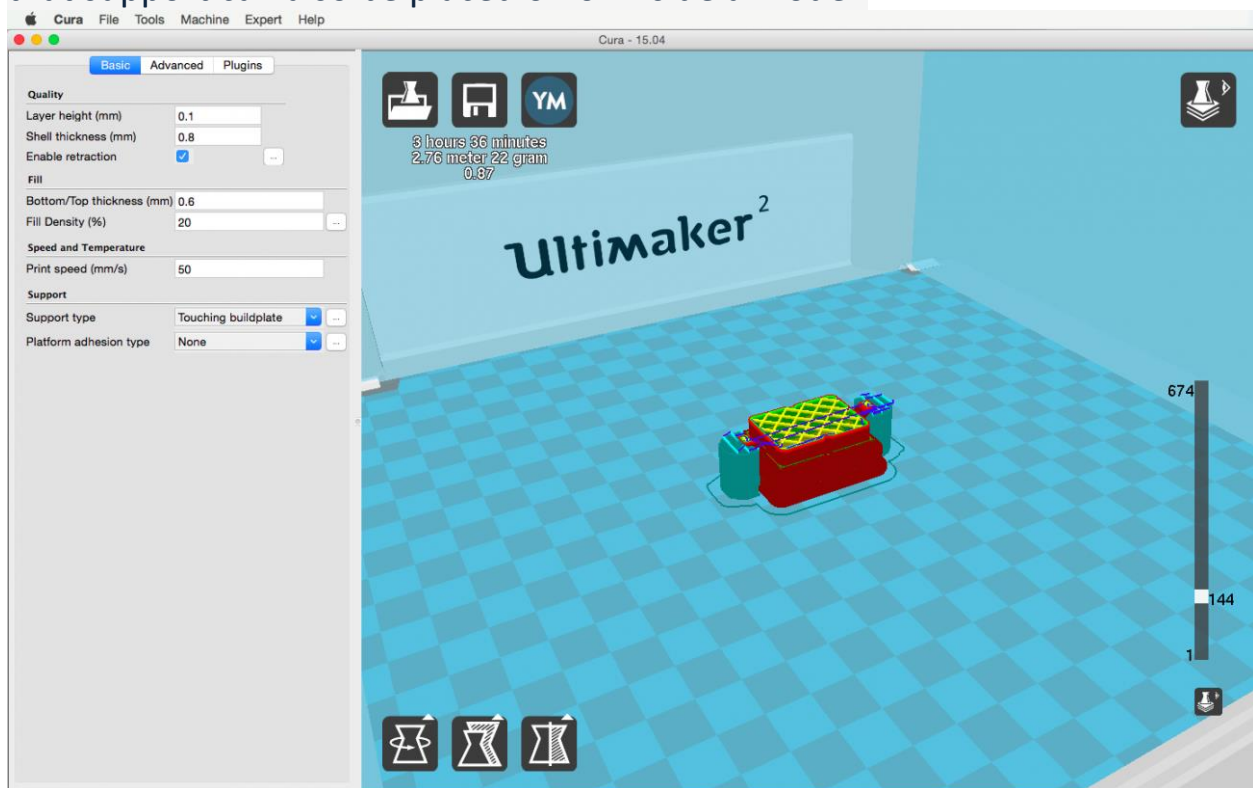 Cura File Tools Machine Expert Help
Cura - 15.04
Basic Advanced Plugins
Quality
Layer height (mm) 0.1
Shell thickness (mm) 0.8
Enable retraction ...
Fill
Bottom/Top thickness (mm) 0.6
Fill Density (%) 20 ...
Speed and Temperature
Print speed (mm/s) 50
Support
Support type Touching buildplate ...
Platform adhesion type None ...
YM
3 hours 36 minutes
2.76 meter 22 gram
0.87
Ultimaker 2
674
144
1